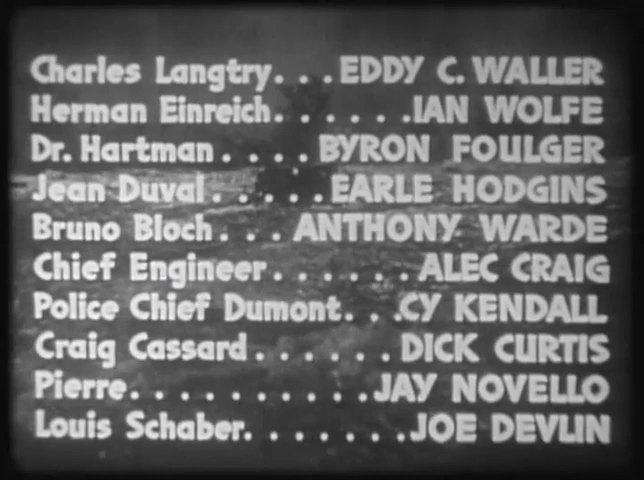 Charles Langtry. . . EDDY C. WALLER
Herman Einreich. . . . . . .IAN WOLFE
Dr. Hartman . . . . BYRON FOULGER
Jean Duval . . . . . EARLE HODGINS
Bruno Bloch . . . ANTHONY WARDE
Chief Engineer. . . . . . . ALEC CRAIG
Police Chief Dumont. . .CY KENDALL
Craig Cassard . . . . . . DICK CURTIS
Pierre. . . . . . . . . . . JAY NOVELLO
Louis Schaber. . . . . . . .JOE DEVLIN